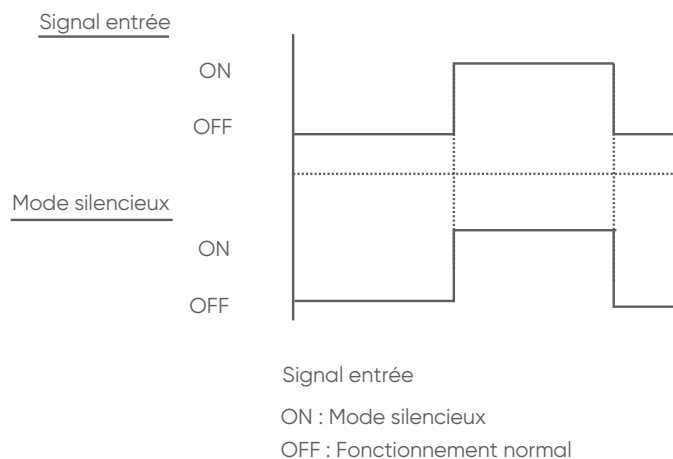 Signal entrée
ON
OFF
Mode silencieux
ON
OFF
Signal entrée
ON : Mode silencieux
OFF : Fonctionnement normal